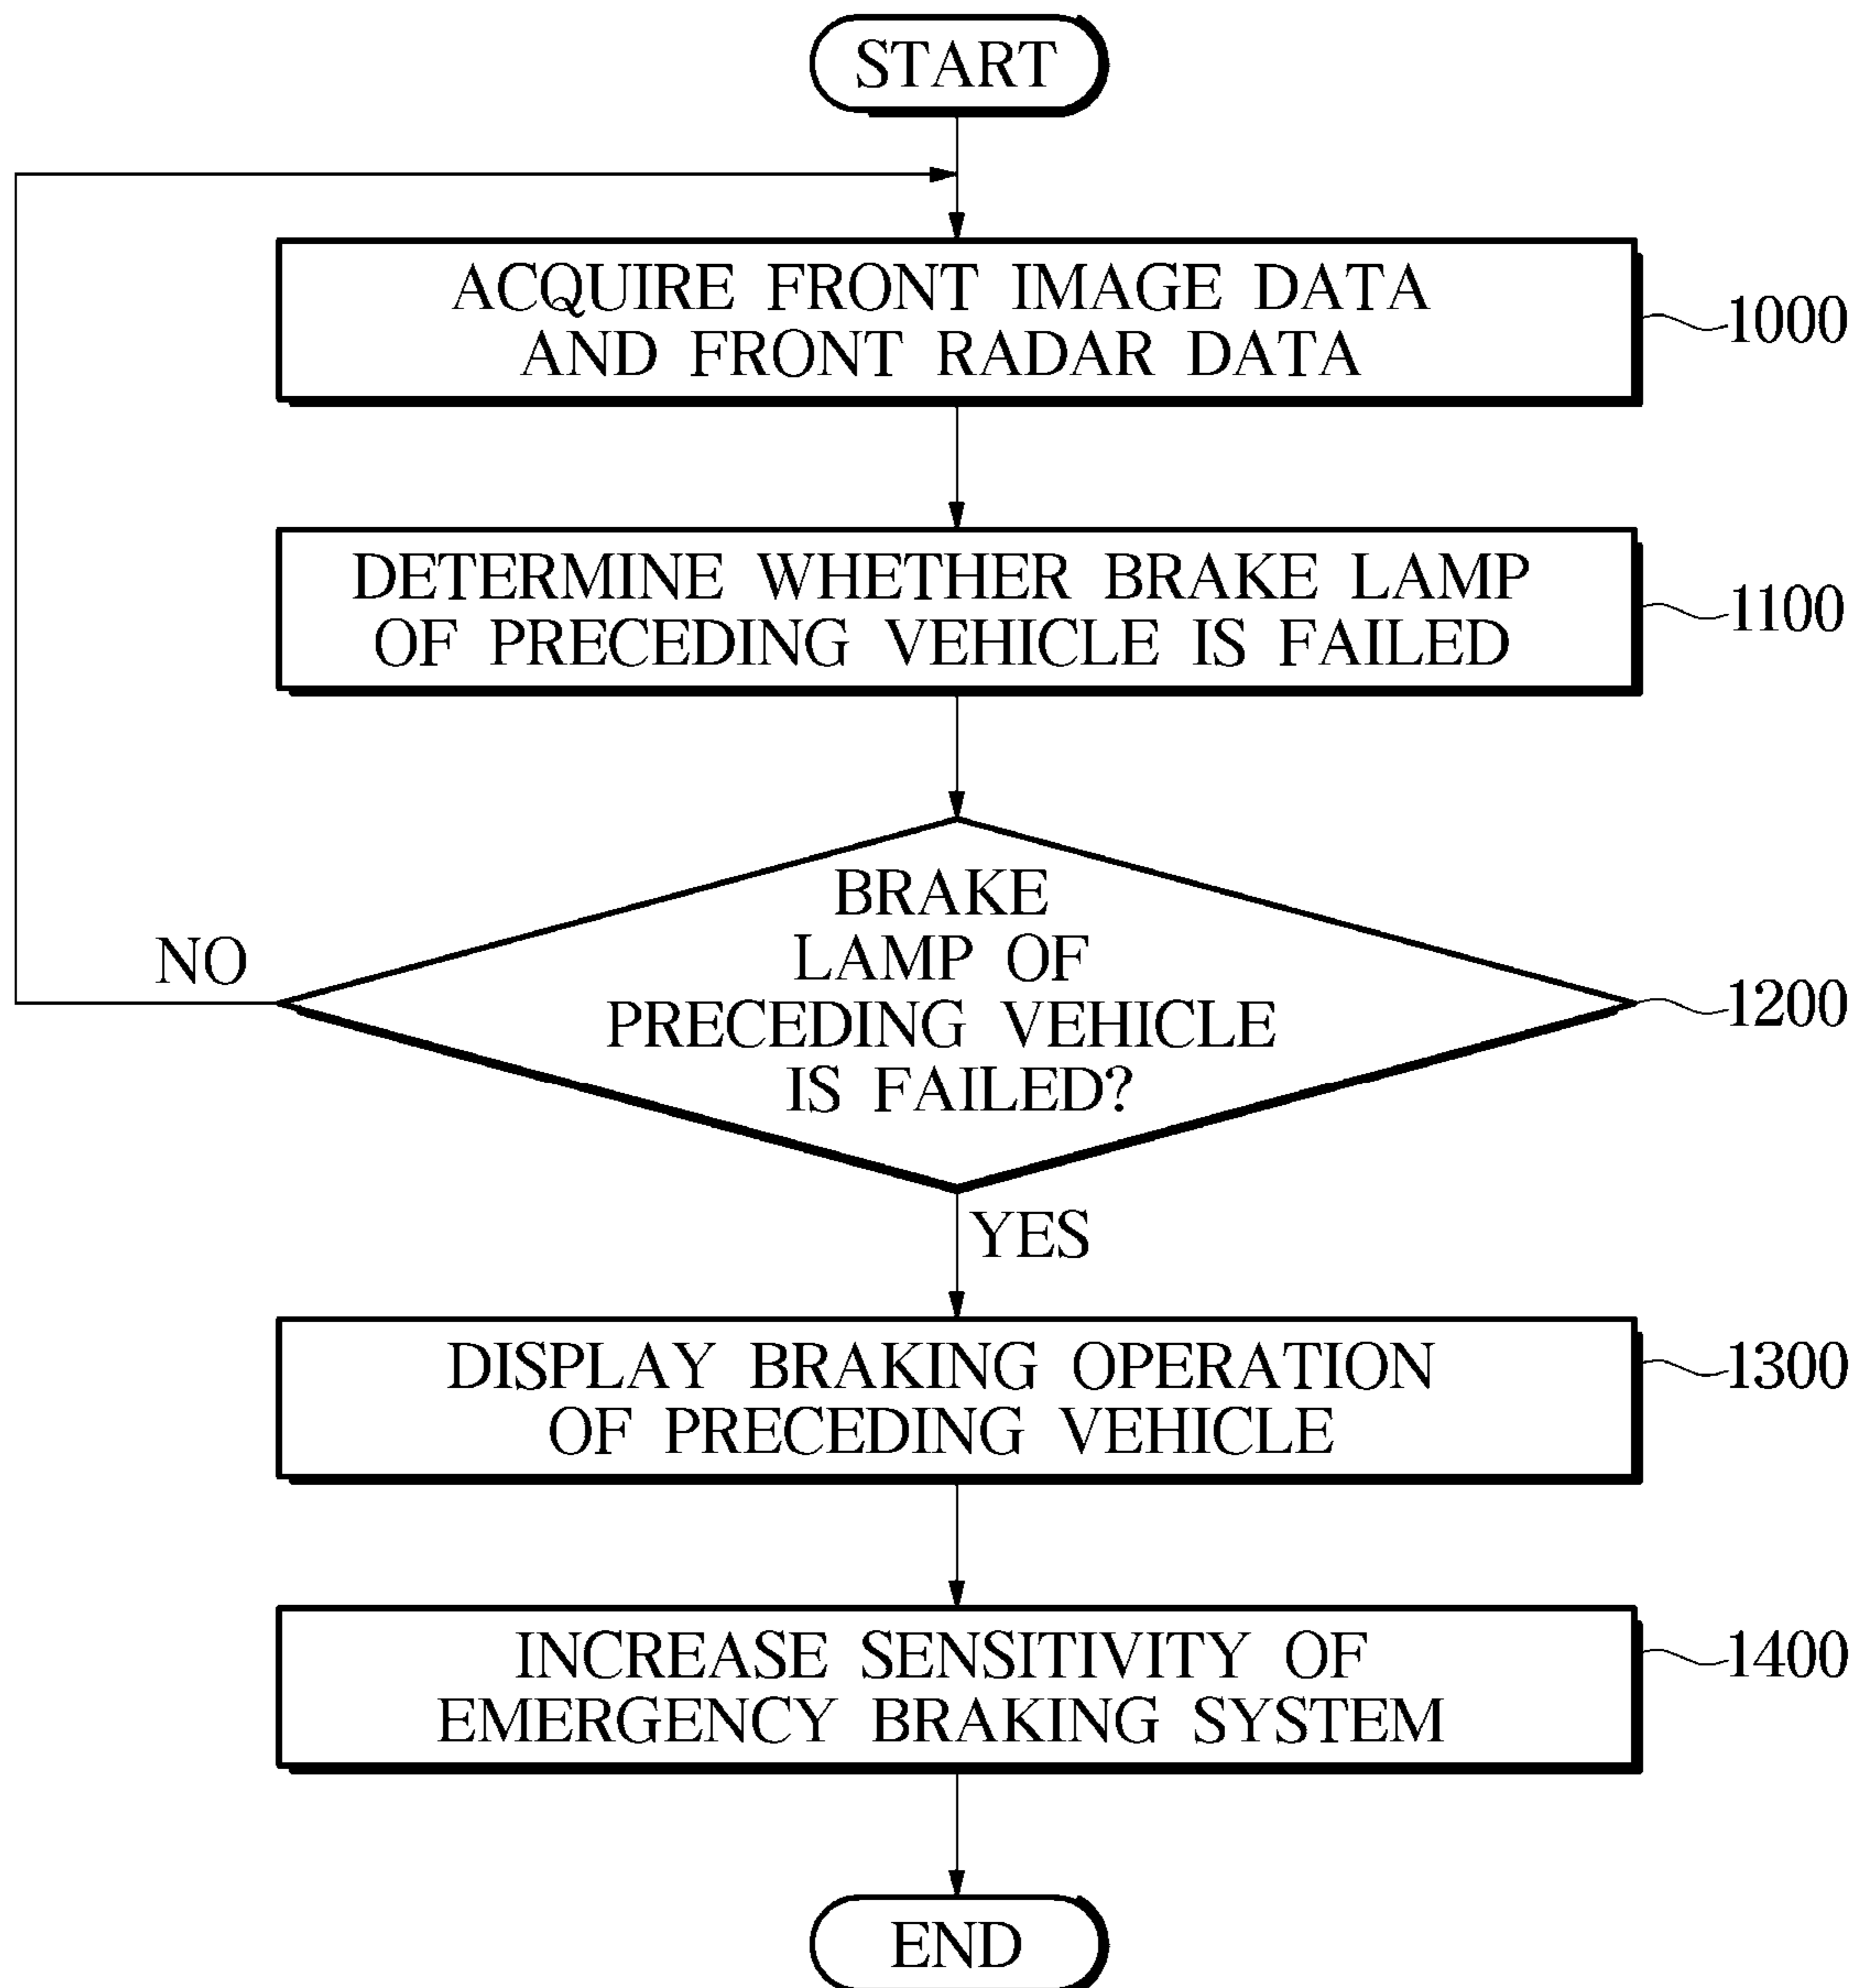 START
ACQUIRE FRONT IMAGE DATA
AND FRONT RADAR DATA
1000
DETERMINE WHETHER BRAKE LAMP
OF PRECEDING VEHICLE IS FAILED
1100
BRAKE
LAMP OF
PRECEDING VEHICLE
IS FAILED?
1200
NO
YES
DISPLAY BRAKING OPERATION
OF PRECEDING VEHICLE
1300
INCREASE SENSITIVITY OF
EMERGENCY BRAKING SYSTEM
1400
END